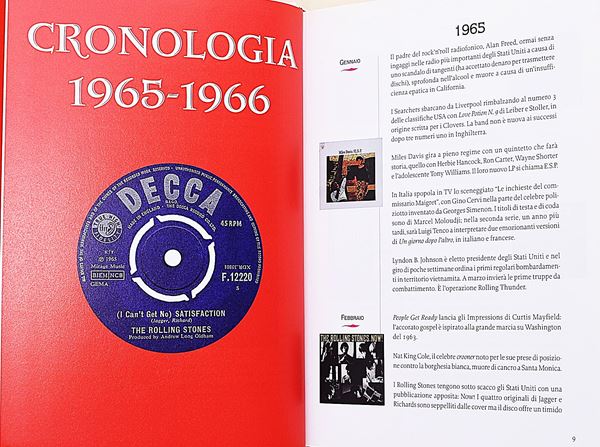 CRONOLOGIA
1965-1966
DECCA
MADE IN ENGLAND
45 RPM
℗ 1965
Mirage Music
BIEM|NCB
GEMA
F.12220
S
(I Can't Get No) SATISFACTION
(Jagger, Richard)
THE ROLLING STONES
Produced by Andrew Loog Oldham
1965
GENNAIO
Il padre del rock'n'roll radiofonico, Alan Freed, ormai senza
ingaggi nelle radio più importanti degli Stati Uniti a causa di
uno scandalo di tangenti (ha accettato denaro per trasmettere
dischi), sprofonda nell'alcool e muore a causa di un'insuffi-
cienza epatica in California.
I Searchers sbarcano da Liverpool rimbalzando al numero 3
delle classifiche USA con Love Potion N. 9 di Leiber e Stoller, in
origine scritta per i Clovers. La band non è nuova ai successi
dopo tre numeri uno in Inghilterra.
Miles Davis: E.S.P.
Miles Davis gira a pieno regime con un quintetto che farà
storia, quello con Herbie Hancock, Ron Carter, Wayne Shorter
e l'adolescente Tony Williams. Il loro nuovo LP si chiama E.S.P.
In Italia spopola in TV lo sceneggiato "Le inchieste del com-
missario Maigret", con Gino Cervi nella parte del celebre poli-
ziotto inventato da Georges Simenon. I titoli di testa e di coda
sono di Marcel Mouloudji: nella seconda serie, un anno più
tardi, sarà Luigi Tenco a interpretare due emozionanti versioni
di Un giorno dopo l'altro, in italiano e francese.
Lyndon B. Johnson è eletto presidente degli Stati Uniti e nel
giro di poche settimane ordina i primi regolari bombardamen-
ti in territorio vietnamita. A marzo invierà le prime truppe da
combattimento. È l'operazione Rolling Thunder.
FEBBRAIO
People Get Ready lancia gli Impressions di Curtis Mayfield:
l'accorato gospel è ispirato alla grande marcia su Washington
del 1963.
THE ROLLING STONES, NOW!
Nat King Cole, il celebre crooner noto per le sue prese di posizio-
ne contro la borghesia bianca, muore di cancro a Santa Monica.
I Rolling Stones tengono sotto scacco gli Stati Uniti con una
pubblicazione apposita: Now! I quattro originali di Jagger e
Richards sono seppelliti dalle cover ma il disco offre un timido
9